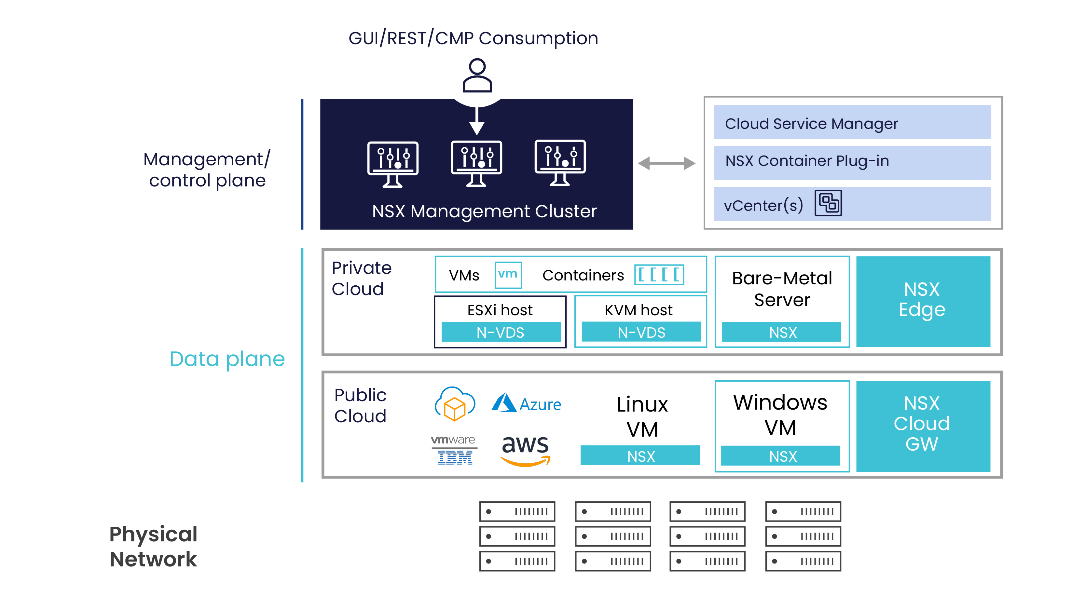 GUI/REST/CMP Consumption
Management/
control plane
NSX Management Cluster
Cloud Service Manager
NSX Container Plug-in
vCenter(s)
Data plane
Private
Cloud
VMs
vm
Containers
ESXi host
N-VDS
KVM host
N-VDS
Bare-Metal
Server
NSX
NSX
Edge
Public
Cloud
Azure
vmware
IBM
aws
Linux
VM
NSX
Windows
VM
NSX
NSX
Cloud
GW
Physical
Network